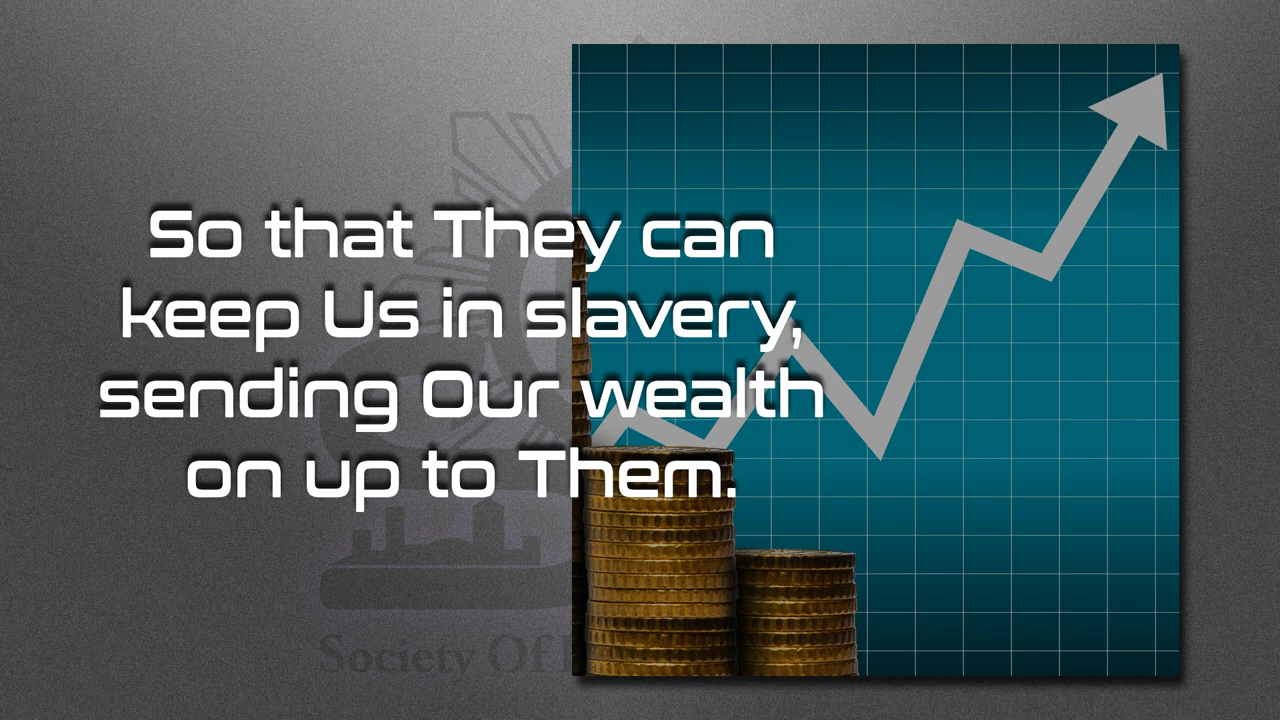 So that They can
keep Us in slavery,
sending Our wealth
on up to Them.
Society Of